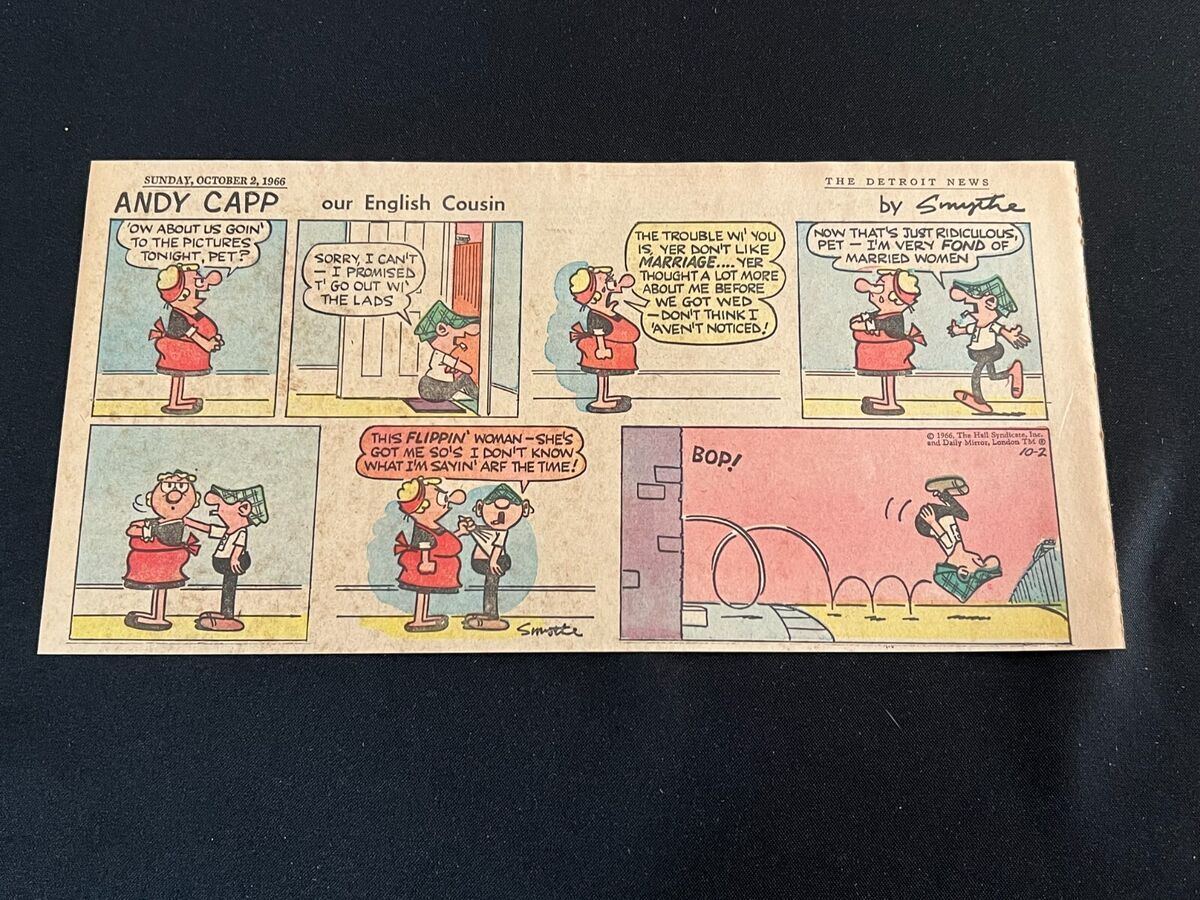 SUNDAY, OCTOBER 2, 1966
THE DETROIT NEWS
ANDY CAPP our English Cousin by Smythe
'OW ABOUT US GOIN'
TO THE PICTURES
TONIGHT, PET?
SORRY, I CAN'T
— I PROMISED
T' GO OUT WI'
THE LADS
THE TROUBLE WI' YOU
IS, YER DON'T LIKE
MARRIAGE.... YER
THOUGHT A LOT MORE
ABOUT ME BEFORE
WE GOT WED
— DON'T THINK I
'AVEN'T NOTICED!
NOW THAT'S JUST RIDICULOUS,
PET — I'M VERY FOND OF
MARRIED WOMEN
THIS FLIPPIN' WOMAN — SHE'S
GOT ME SO'S I DON'T KNOW
WHAT I'M SAYIN' ARF THE TIME!
Smythe
© 1966, The Hall Syndicate, Inc.
and Daily Mirror, London TM ®
10-2
BOP!